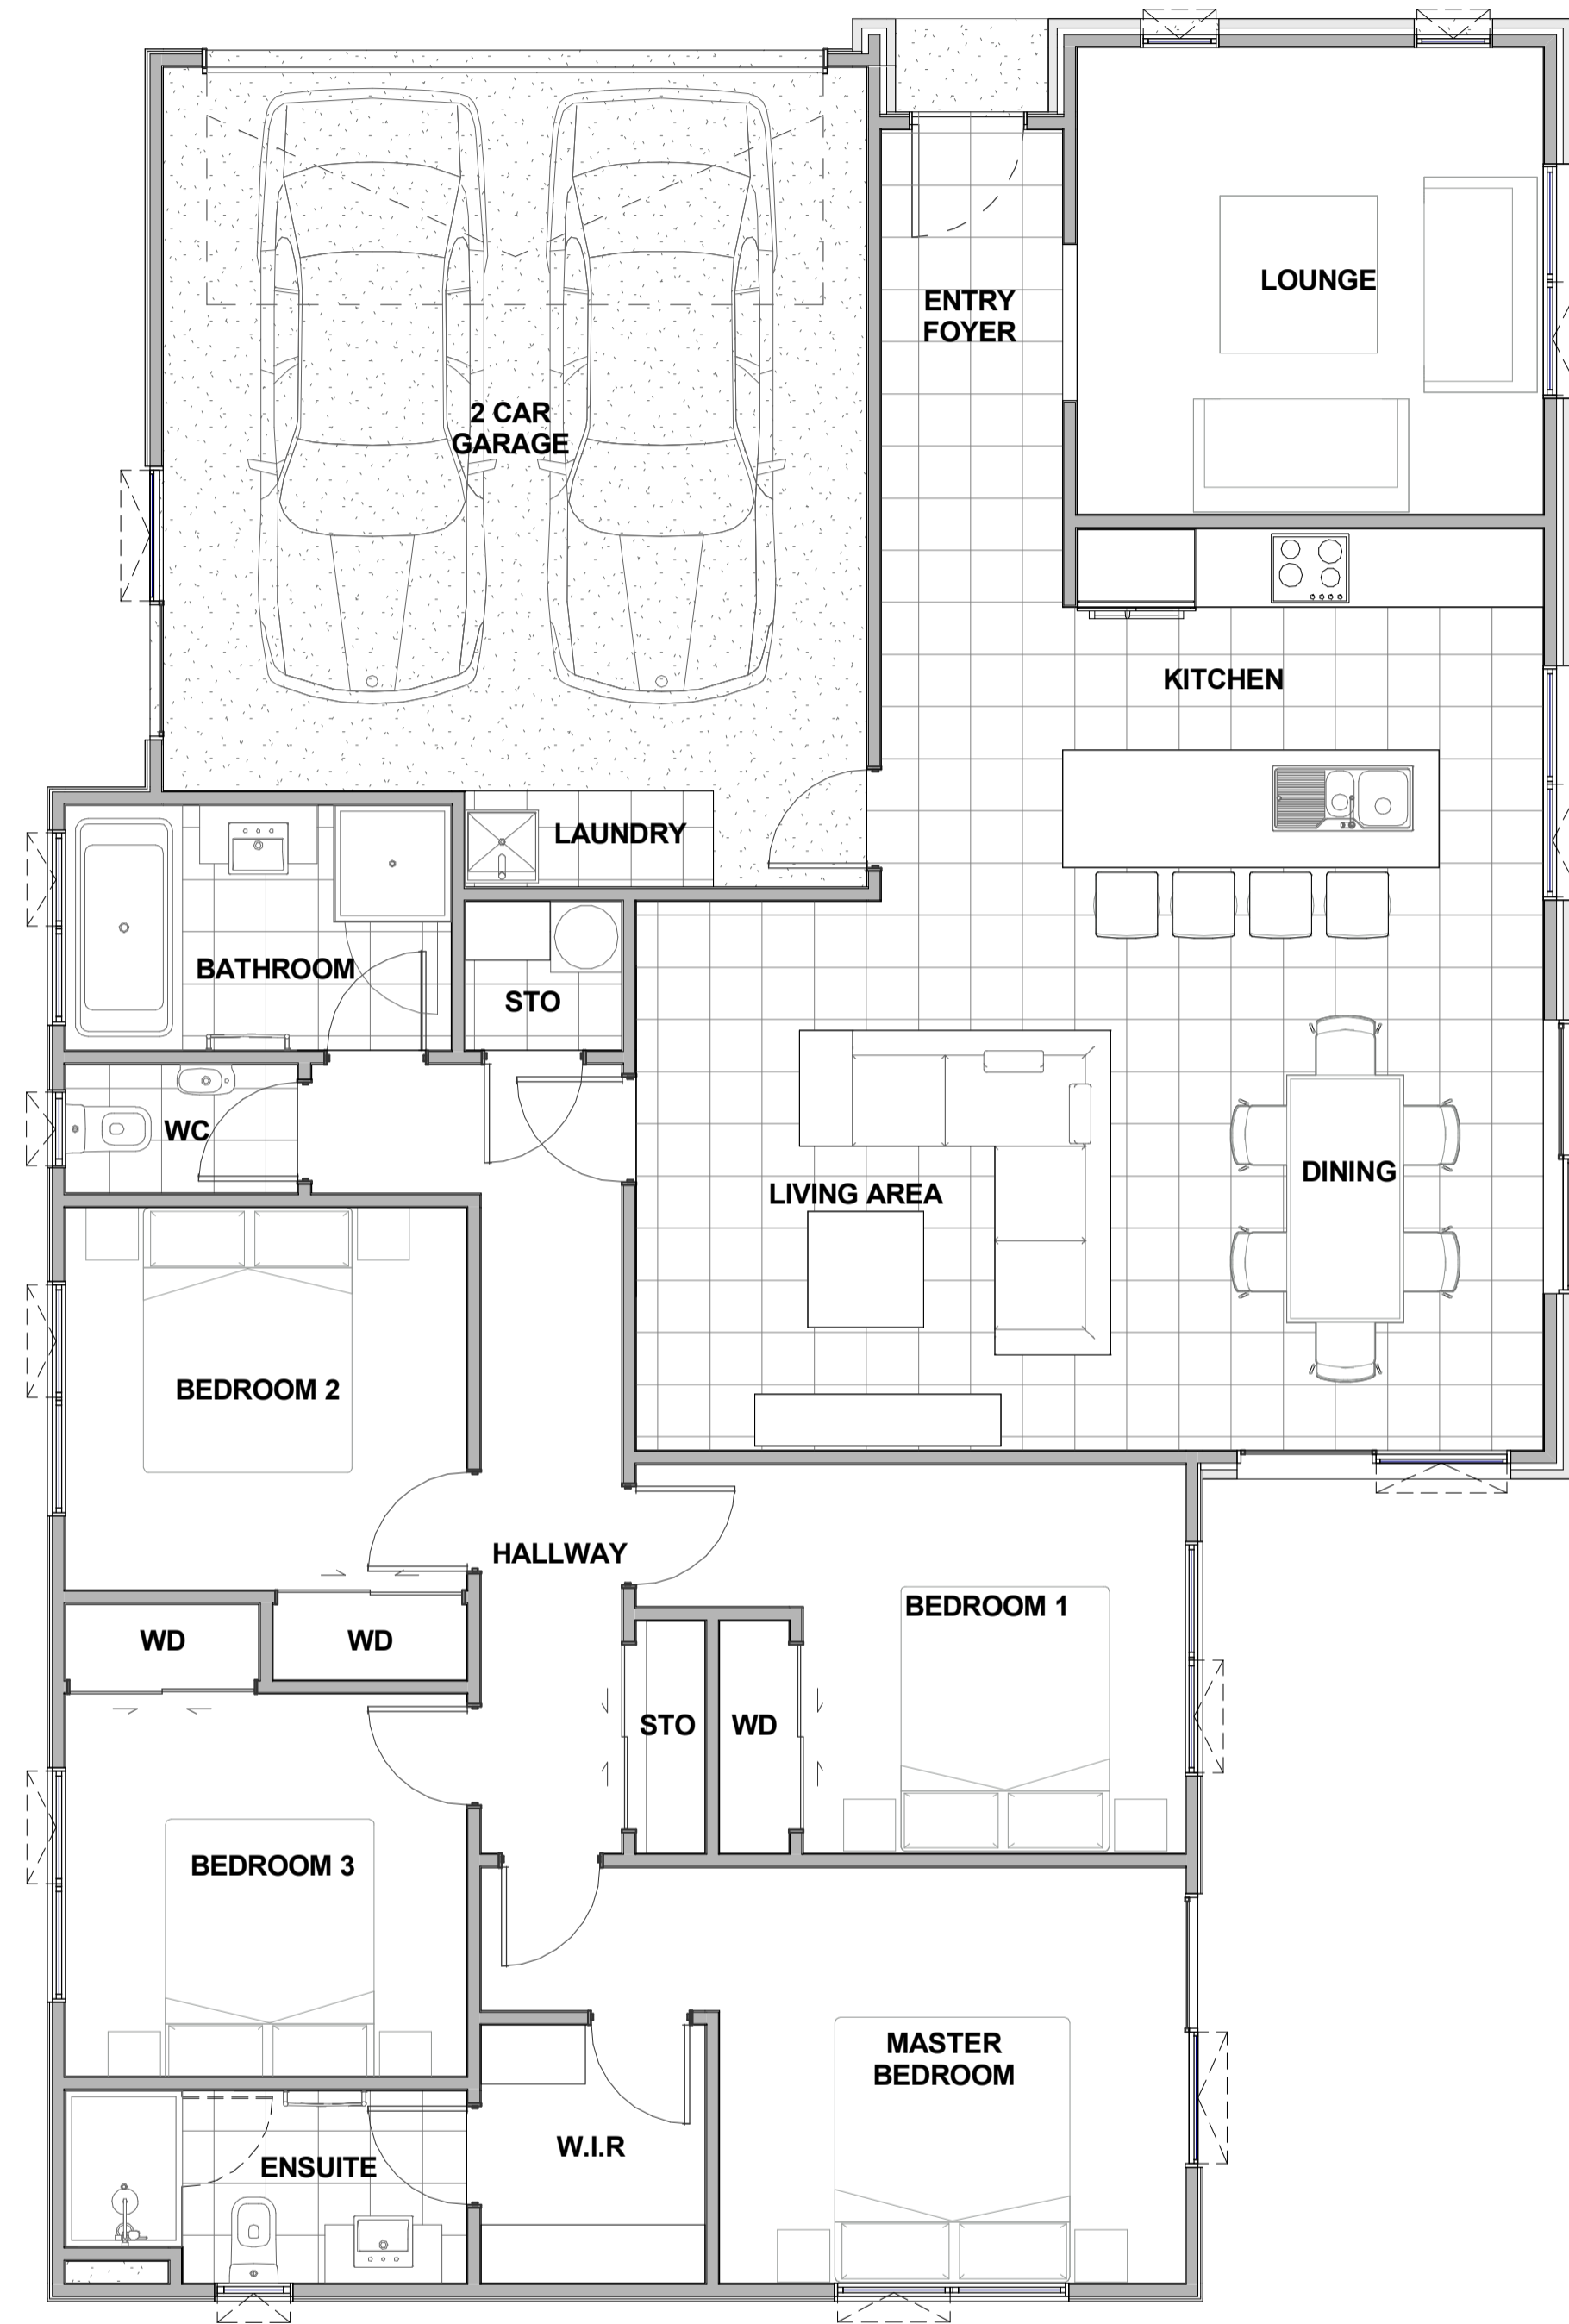 LOUNGE
ENTRY
FOYER
2 CAR
GARAGE
KITCHEN
LAUNDRY
BATHROOM
STO
WC
DINING
LIVING AREA
BEDROOM 2
HALLWAY
BEDROOM 1
WD
WD
STO
WD
BEDROOM 3
MASTER
BEDROOM
W.I.R
ENSUITE